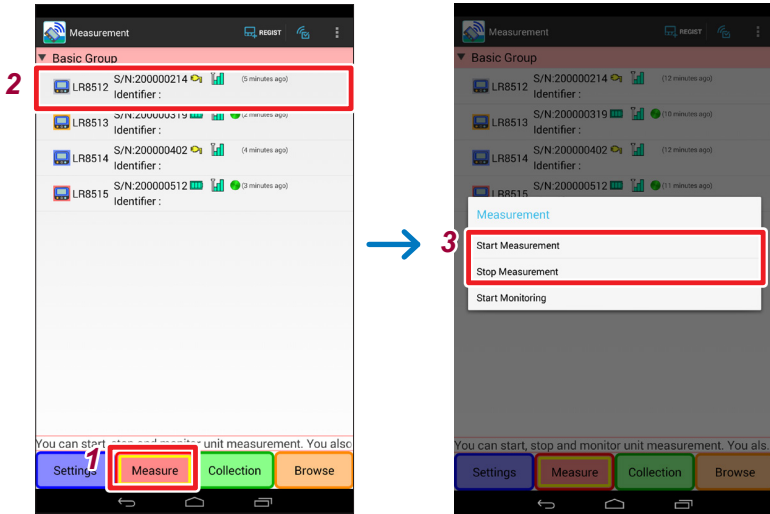 Measurement REGIST
Basic Group
2
LR8512 S/N:200000214 (5 minutes ago)
Identifier :
LR8513 S/N:200000319 (2 minutes ago)
Identifier :
LR8514 S/N:200000402 (4 minutes ago)
Identifier :
LR8515 S/N:200000512 (3 minutes ago)
Identifier :
You can start, stop and monitor unit measurement. You also
1
Settings Measure Collection Browse
Measurement REGIST
Basic Group
LR8512 S/N:200000214 (12 minutes ago)
Identifier :
LR8513 S/N:200000319 (10 minutes ago)
Identifier :
LR8514 S/N:200000402 (12 minutes ago)
Identifier :
LR8515 S/N:200000512 (11 minutes ago)
Measurement
3
Start Measurement
Stop Measurement
Start Monitoring
You can start, stop and monitor unit measurement. You als.
Settings Measure Collection Browse